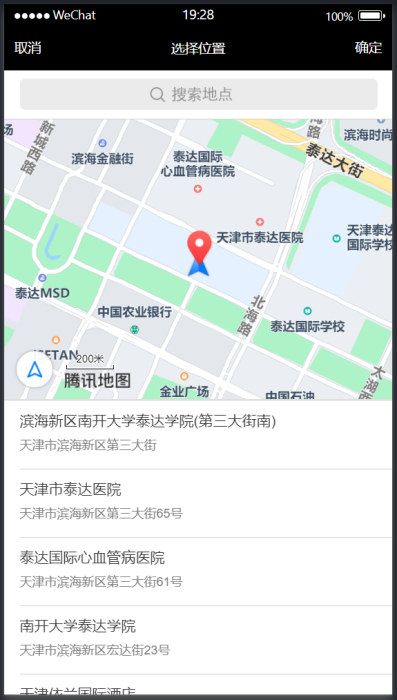 WeChat 19:28 100%
取消 选择位置 确定
搜索地点
新城西路
滨海金融街
泰达国际
心血管病医院
泰达大街
滨海时尚
天津市泰达医院
天津泰达
国际学校
泰达MSD
中国农业银行
北海路
泰达国际学校
200米
腾讯地图
金业广场
中国石油
滨海新区南开大学泰达学院(第三大街南)
天津市滨海新区第三大街
天津市泰达医院
天津市滨海新区第三大街65号
泰达国际心血管病医院
天津市滨海新区第三大街61号
南开大学泰达学院
天津市滨海新区宏达街23号
天津依兰国际酒店